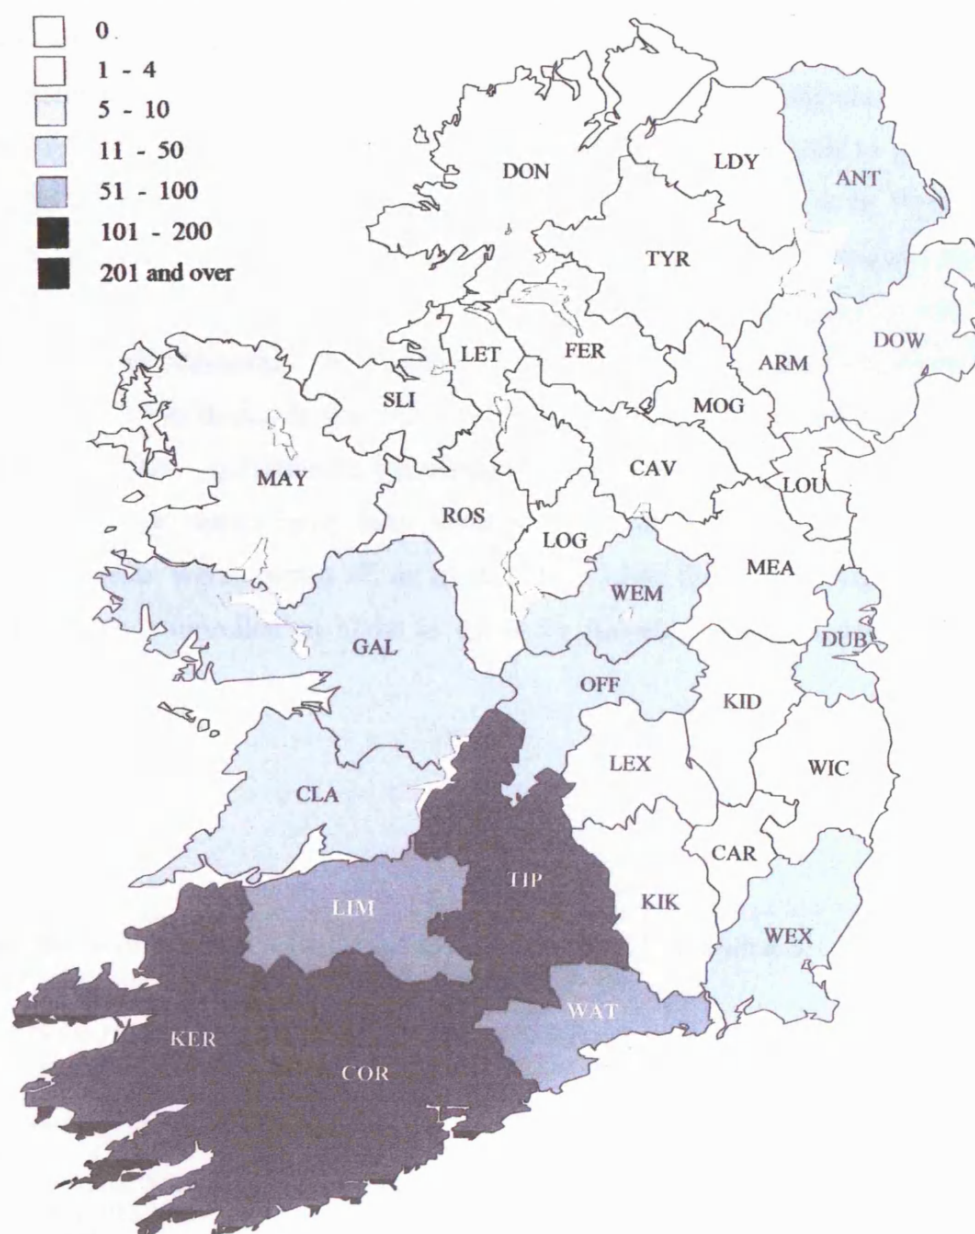 0
1 - 4
5 - 10
11 - 50
51 - 100
101 - 200
201 and over
DON
LDY
ANT
TYR
LET
FER
ARM
DOW
SLI
MOG
MAY
ROS
CAV
LOU
LOG
MEA
WEM
GAL
DUB
OFF
KID
LEX
WIC
CLA
CAR
TIP
LIM
KIK
WEX
WAT
KER
COR